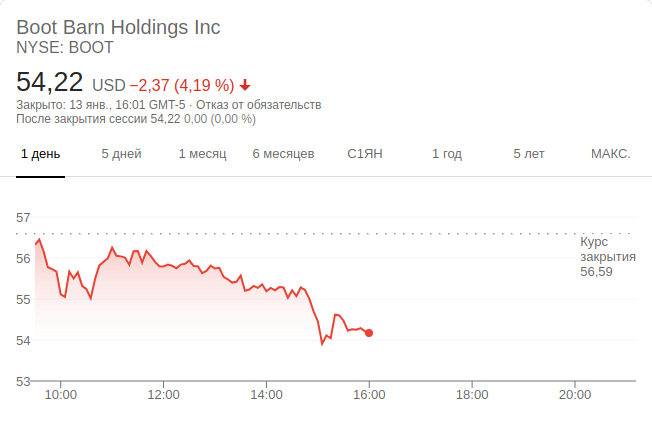 Boot Barn Holdings Inc
NYSE: BOOT
54,22 USD −2,37 (4,19 %)
Закрыто: 13 янв., 16:01 GMT-5 · Отказ от обязательств
После закрытия сессии 54,22 0,00 (0,00 %)
1 день 5 дней 1 месяц 6 месяцев С1ЯН 1 год 5 лет МАКС.
57
56
55
54
53
Курс
закрытия
56,59
10:00 12:00 14:00 16:00 18:00 20:00